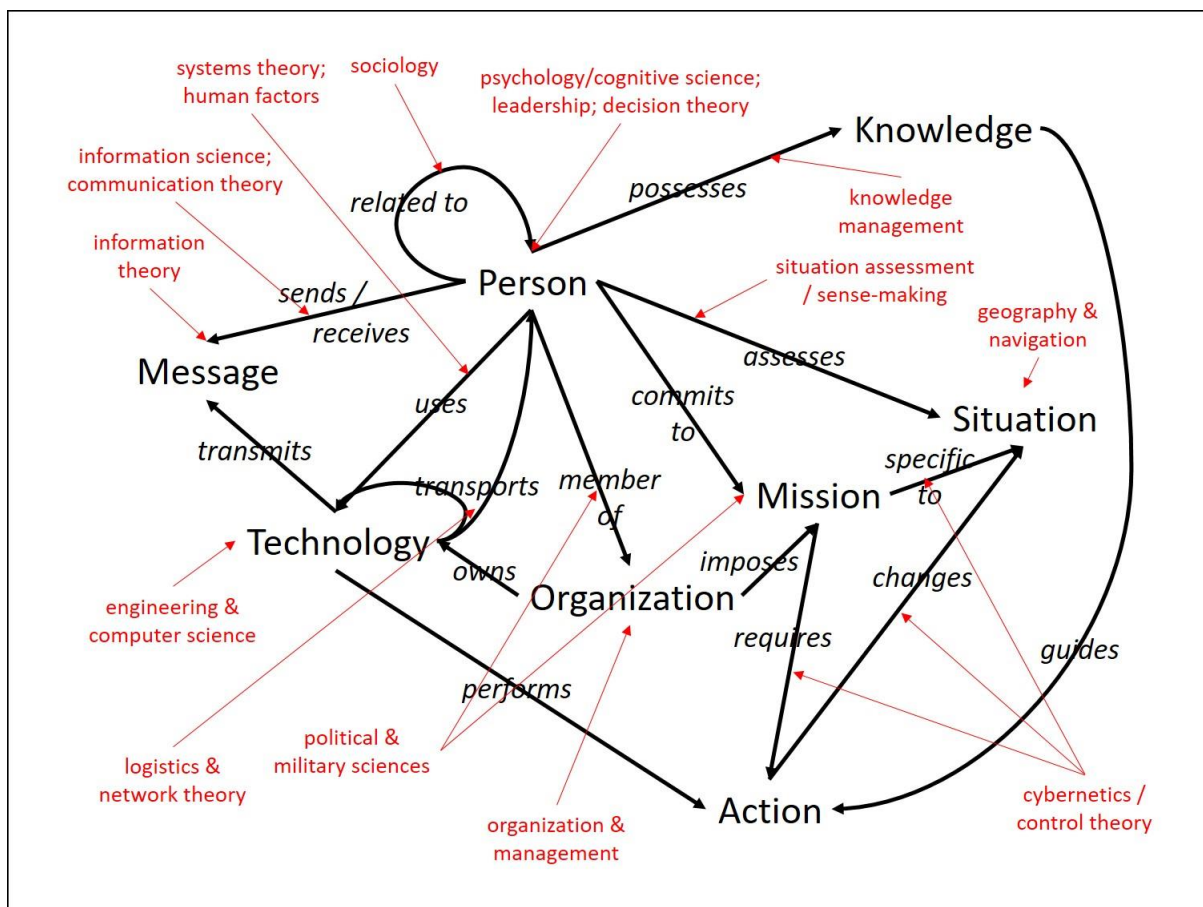 systems theory;
human factors
sociology
psychology/cognitive science;
leadership; decision theory
Knowledge
information science;
communication theory
possesses
related to
knowledge
management
information
theory
Person
situation assessment
/ sense-making
sends /
receives
geography &
navigation
Message
assesses
uses
commits
to
Situation
transmits
transports
member
of
specific
to
Mission
Technology
owns
imposes
changes
Organization
engineering &
computer science
requires
guides
performs
political &
military sciences
logistics &
network theory
Action
cybernetics /
control theory
organization &
management